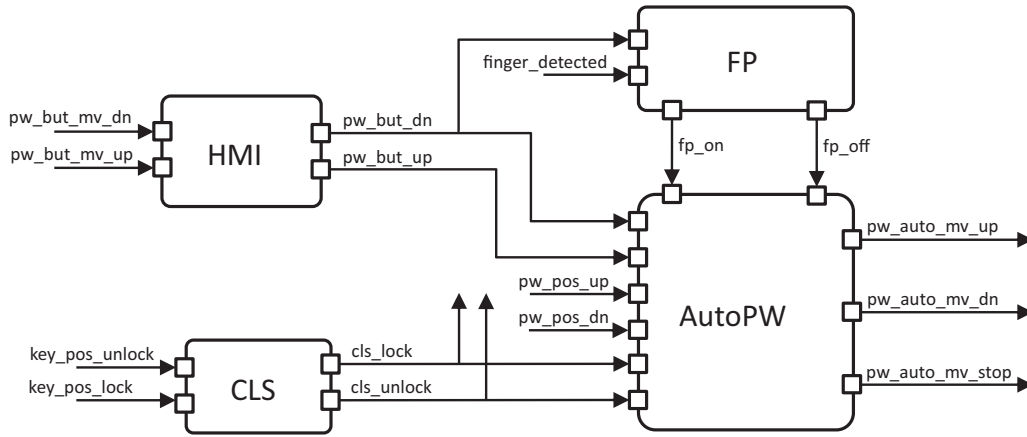 finger_detected
FP
pw_but_mv_dn
pw_but_mv_up
HMI
pw_but_dn
pw_but_up
fp_on
fp_off
pw_pos_up
pw_pos_dn
AutoPW
pw_auto_mv_up
pw_auto_mv_dn
pw_auto_mv_stop
key_pos_unlock
key_pos_lock
CLS
cls_lock
cls_unlock